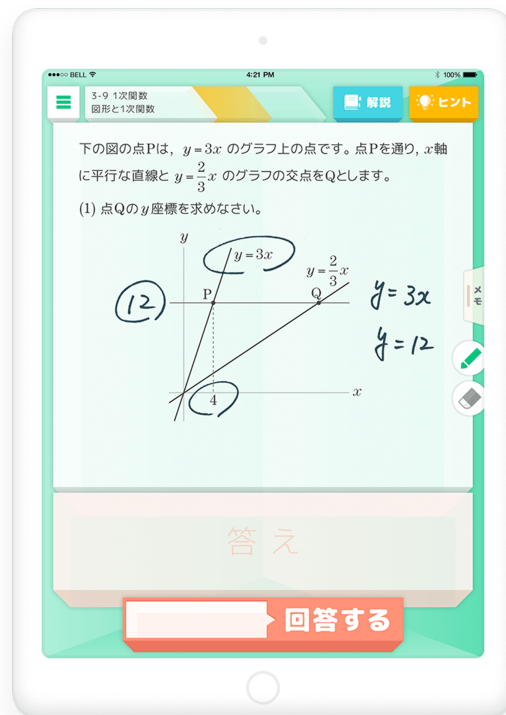 BELL 4:21 PM 100%
3-9 1次関数
図形と1次関数
解説
ヒント
下の図の点Pは, y=3x のグラフ上の点です。点Pを通り, x軸
に平行な直線と y=2/3x のグラフの交点をQとします。
(1) 点Qのy座標を求めなさい。
y
y=3x
y=2/3x
P
Q
12
y=3x
y=12
メモ
4
x
答え
回答する